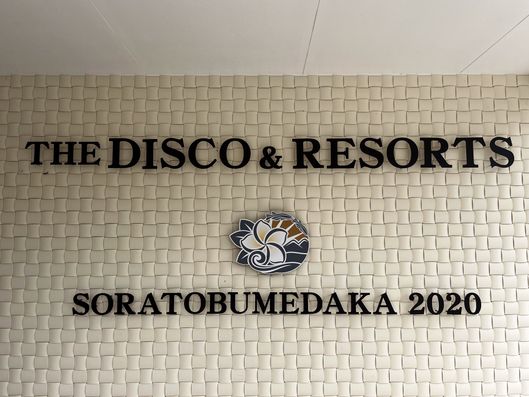 THE DISCO & RESORTS
SORATOBUMEDAKA 2020